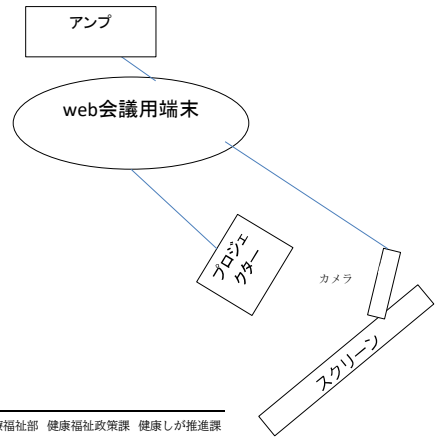 アンプ
web会議用端末
プロジェ
クター
カメラ
スクリーン
福祉部 健康福祉政策課 健康しが推進課